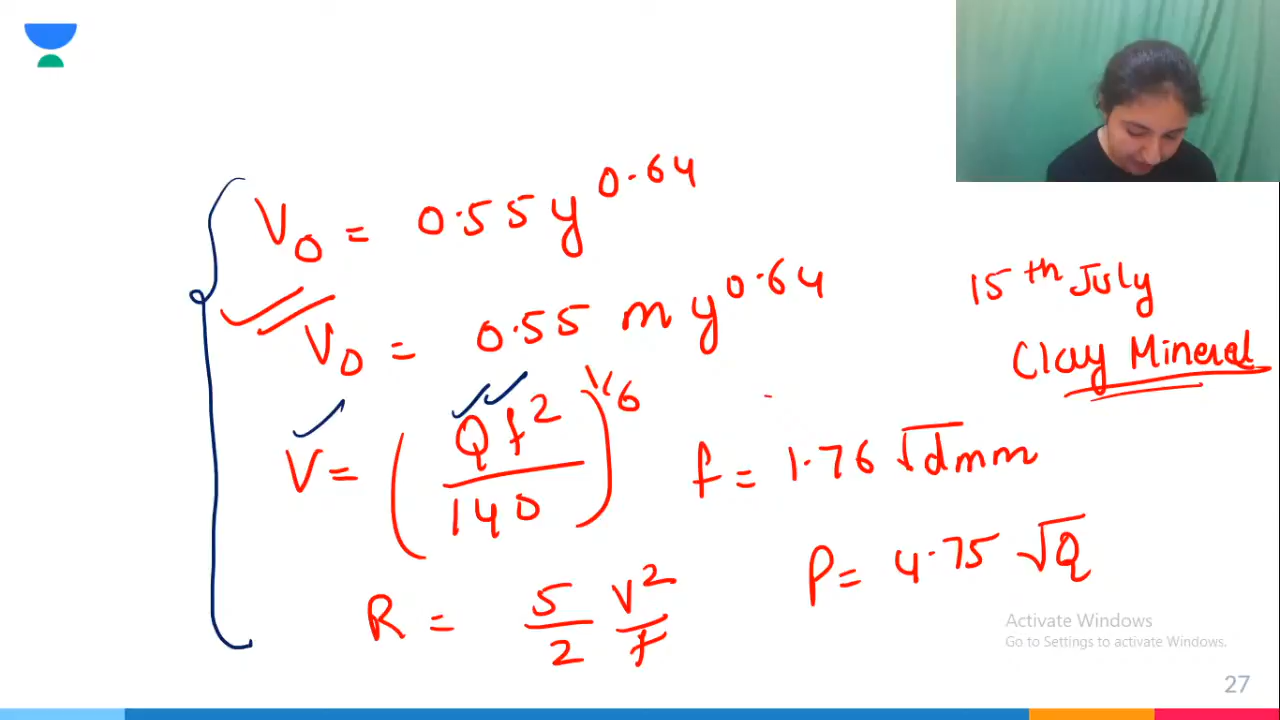 V₀ = 0.55 y^0.64
V₀ = 0.55 m y^0.64
V = (Qf²/140)^1/6
f = 1.76 √d mm
R = 5/2 V²/f
P = 4.75 √Q
15th July
Clay Mineral
Activate Windows
Go to Settings to activate Windows.
27